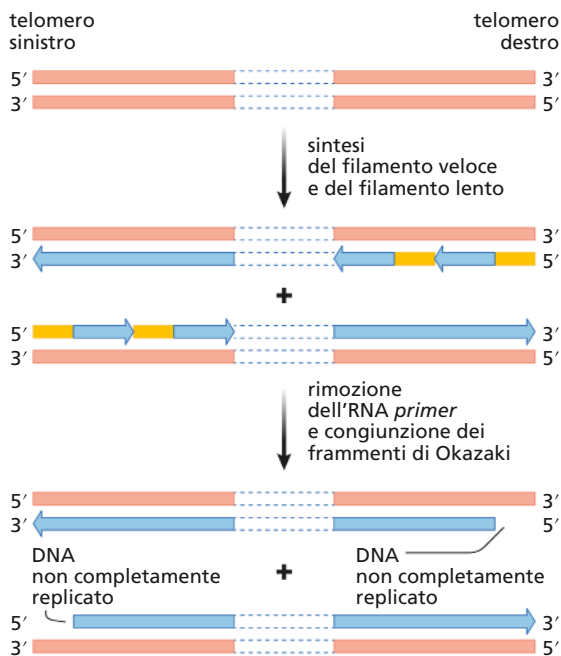 telomero
sinistro
telomero
destro
5′ 3′
3′ 5′
sintesi
del filamento veloce
e del filamento lento
5′ 3′
3′ 5′
+
5′ 3′
3′ 5′
rimozione
dell’RNA primer
e congiunzione dei
frammenti di Okazaki
5′ 3′
3′ 5′
DNA
non completamente
replicato
+
DNA
non completamente
replicato
5′ 3′
3′ 5′